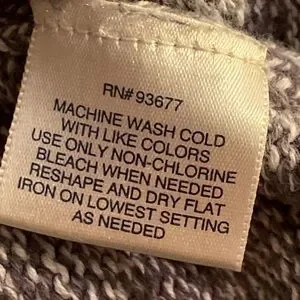 RN# 93677
MACHINE WASH COLD
WITH LIKE COLORS
USE ONLY NON-CHLORINE
BLEACH WHEN NEEDED
RESHAPE AND DRY FLAT
IRON ON LOWEST SETTING
AS NEEDED